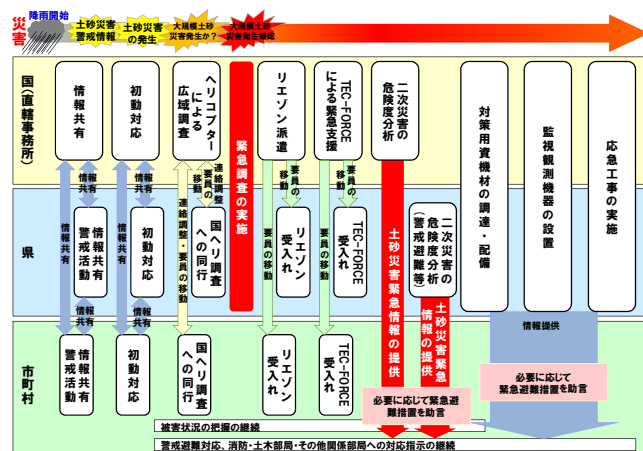 災害
降雨開始
土砂災害
警戒情報
土砂災害
の発生
大規模土砂
災害発生か？
大規模土砂
災害発生確認
国(直轄事務所)
情報共有
初動対応
ヘリコプター
による
広域調査
緊急調査の実施
リエゾン派遣
TEC-FORCE
による緊急支援
二次災害の
危険度分析
対策用資機材の調達・配備
監視観測機器の設置
応急工事の実施
情報
共有
情報
共有
連絡調整
要員の
移動
要員の
移動
要員の
移動
県
情報共有
情報共有
警戒活動
情報共有
初動対応
連絡調整・要員の移動
国ヘリ調査
への同行
要員の移動
リエゾン
受入れ
要員の移動
TEC-FORCE
受入れ
土砂災害緊急
情報の提供
二次災害の
危険度分析
(警戒避難等)
土砂災害緊急
情報の提供
情報
共有
情報
共有
情報提供
市町村
情報共有
警戒活動
初動対応
国ヘリ調査
への同行
リエゾン
受入れ
TEC-FORCE
受入れ
必要に応じて緊急避
難措置を助言
必要に応じて
緊急避難措置を助言
被害状況の把握の継続
警戒避難対応、消防・土木部局・その他関係部局への対応指示の継続